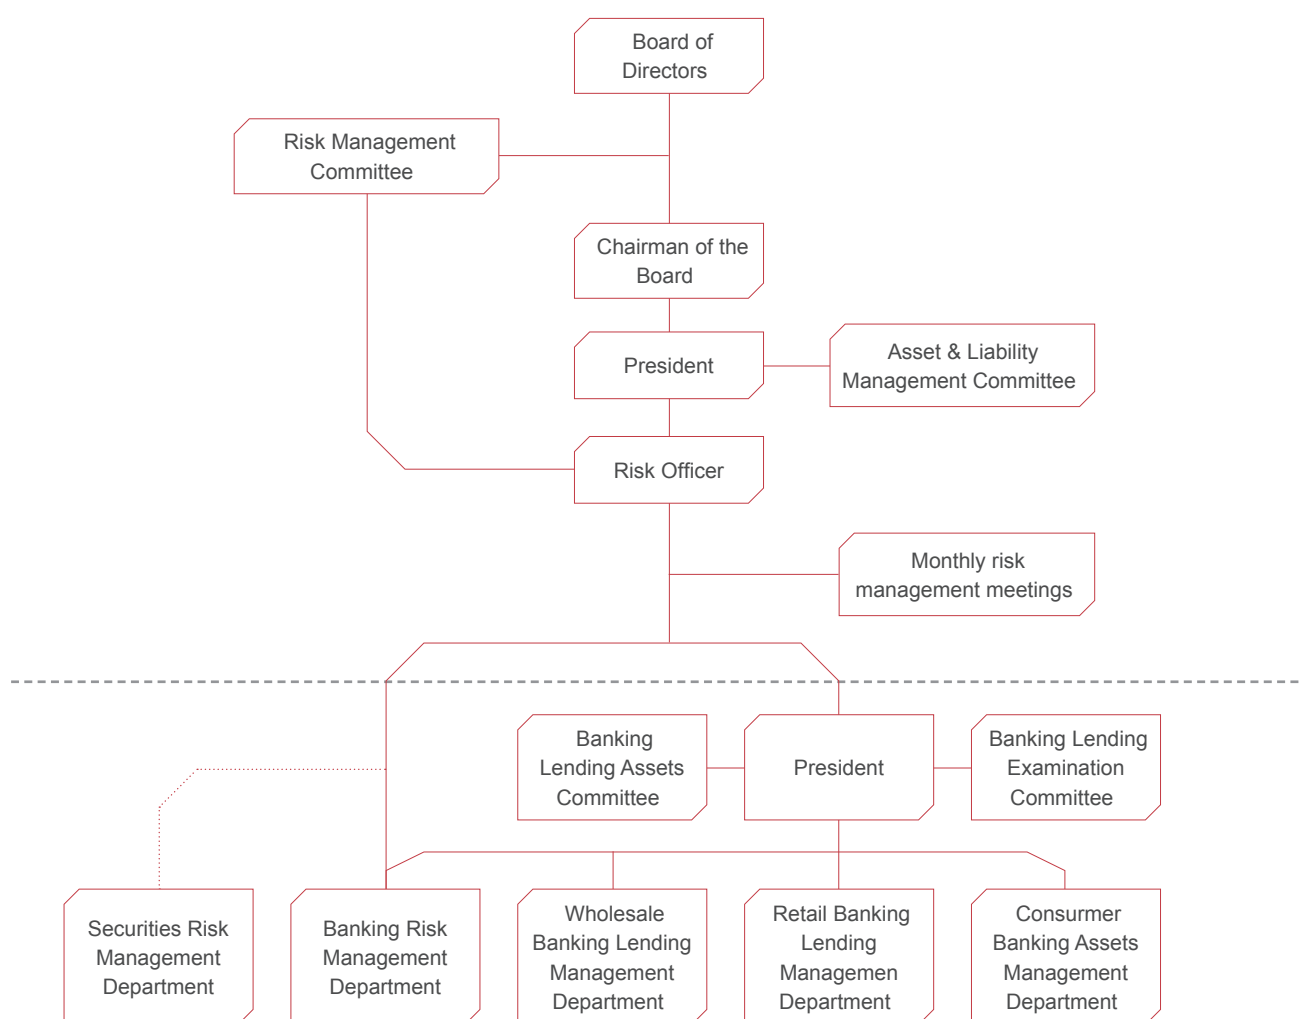 Board of
Directors
Risk Management
Committee
Chairman of the
Board
President
Asset & Liability
Management Committee
Risk Officer
Monthly risk
management meetings
Banking
Lending Assets
Committee
President
Banking Lending
Examination
Committee
Securities Risk
Management
Department
Banking Risk
Management
Department
Wholesale
Banking Lending
Management
Department
Retail Banking
Lending
Managemen
Department
Consurmer
Banking Assets
Management
Department